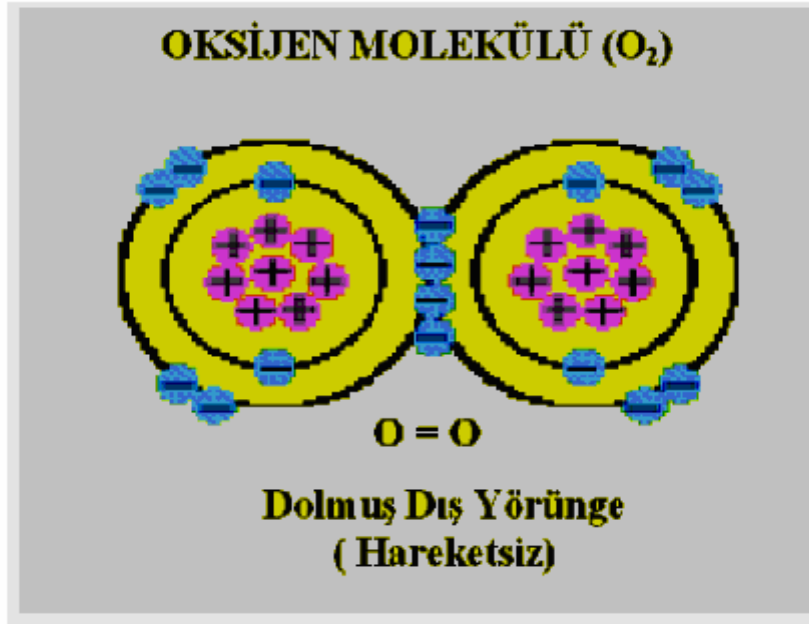 OKSİJEN MOLEKÜLÜ (O₂)
O = O
Dolmuş Dış Yörünge
( Hareketsiz)